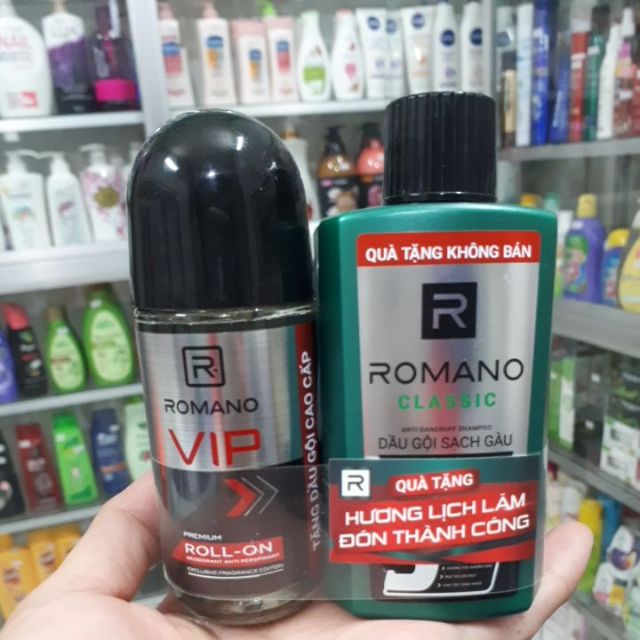 R
ROMANO
VIP
PREMIUM
ROLL-ON
DEODORANT ANTI PERSPIRANT
EXCLUSIVE FRAGRANCE EDITION
TẶNG DẦU GỘI CAO CẤP
QUÀ TẶNG KHÔNG BÁN
R
ROMANO
CLASSIC
ANTI-DANDRUFF SHAMPOO
DẦU GỘI SẠCH GÀU
R QUÀ TẶNG
HƯƠNG LỊCH LÃM
ĐÓN THÀNH CÔNG